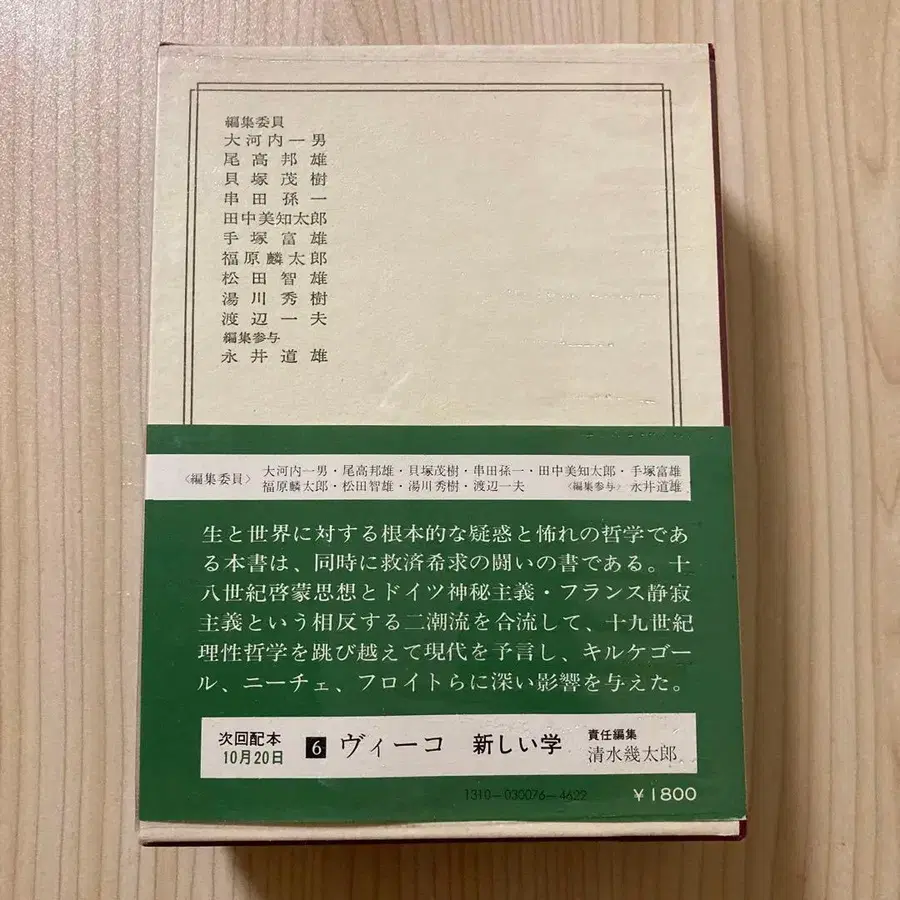 編集委員
大河内一男
尾高邦雄
貝塚茂樹
串田孫一
田中美知太郎
手塚富雄
福原麟太郎
松田智雄
湯川秀樹
渡辺一夫
編集参与
永井道雄
〈編集委員〉 大河内一男・尾高邦雄・貝塚茂樹・串田孫一・田中美知太郎・手塚富雄
福原麟太郎・松田智雄・湯川秀樹・渡辺一夫 〈編集参与〉 永井道雄
生と世界に対する根本的な疑惑と怖れの哲学であ
る本書は、同時に救済希求の闘いの書である。十
八世紀啓蒙思想とドイツ神秘主義・フランス静寂
主義という相反する二潮流を合流して、十九世紀
理性哲学を跳び越えて現代を予言し、キルケゴー
ル、ニーチェ、フロイトらに深い影響を与えた。
次回配本
10月20日
6 ヴィーコ 新しい学
責任編集
清水幾太郎
1310-030076-4622
¥1800